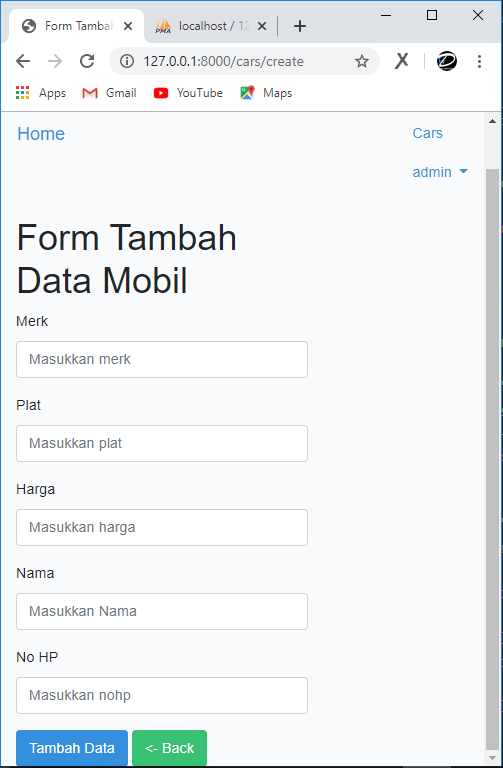 Form Tambah
localhost / 12
127.0.0.1:8000/cars/create
Apps
Gmail
YouTube
Maps
Home
Cars
admin
Form Tambah
Data Mobil
Merk
Masukkan merk
Plat
Masukkan plat
Harga
Masukkan harga
Nama
Masukkan Nama
No HP
Masukkan nohp
Tambah Data
<- Back